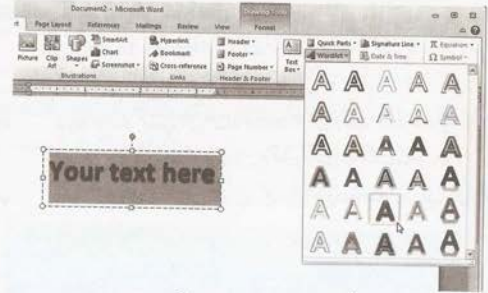 Document2 - Microsoft Word
Drawing Tools
Page Layout References Mailings Review View Format
Picture Clip Art Shapes SmartArt Chart Screenshot
Hyperlink Bookmark Cross-reference
Header Footer Page Number
Text Box
Quick Parts Signature Line Equation
WordArt Date & Time Symbol
Illustrations Links Header & Footer
A A A A A
A A A A A
A A A A A
A A A A A
A A A A A
A A A A A
Your text here